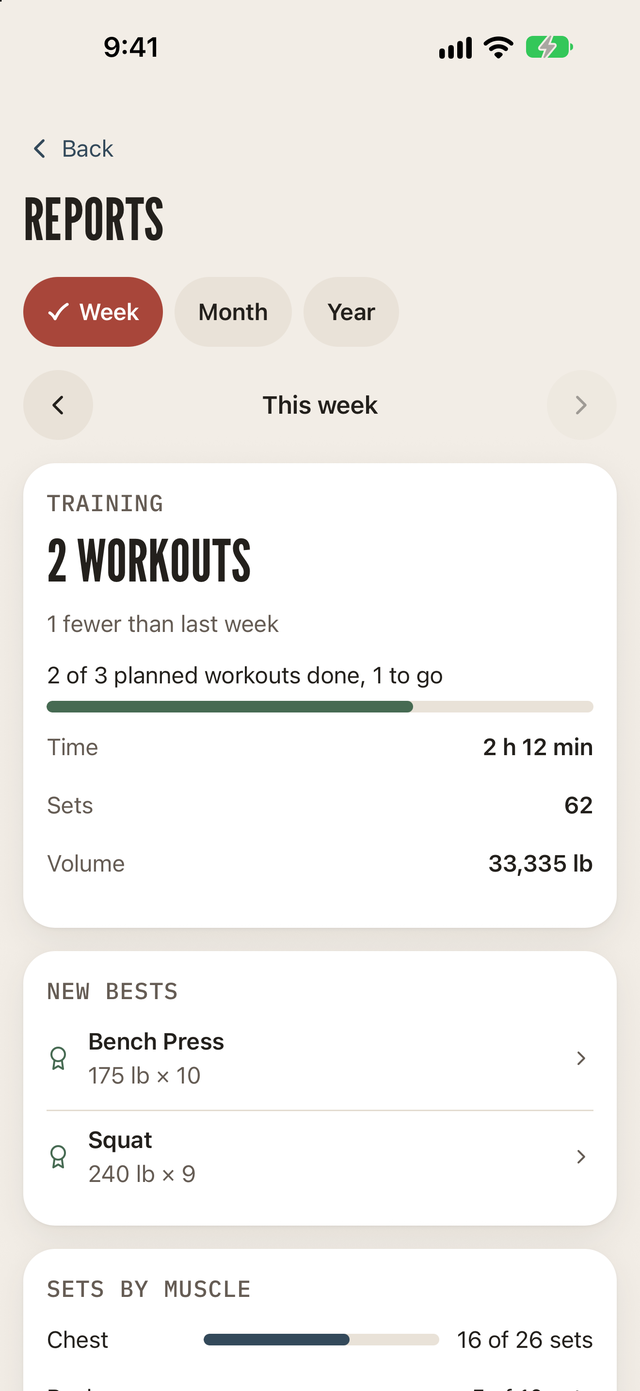 9:41
Back
REPORTS
Week
Month
Year
This week
TRAINING
2 WORKOUTS
1 fewer than last week
2 of 3 planned workouts done, 1 to go
Time 2 h 12 min
Sets 62
Volume 33,335 lb
NEW BESTS
Bench Press
175 lb × 10
Squat
240 lb × 9
SETS BY MUSCLE
Chest 16 of 26 sets